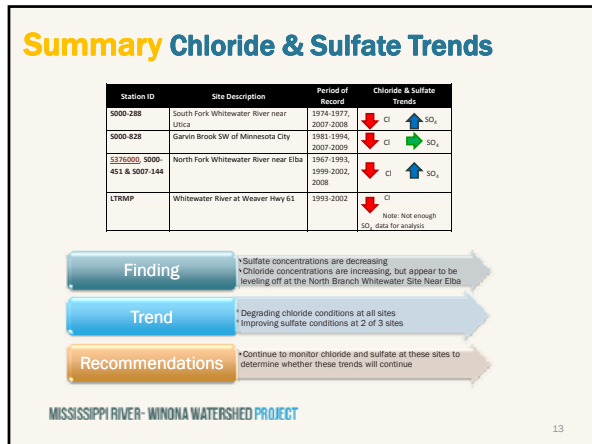 Summary Chloride & Sulfate Trends
Station ID
Site Description
Period of
Record
Chloride & Sulfate
Trends
S000-288
South Fork Whitewater River near
Utica
1974-1977,
2007-2008
Cl SO4
S000-828
Garvin Brook SW of Minnesota City
1981-1994,
2007-2009
Cl SO4
S376000, S000-
451 & S007-144
North Fork Whitewater River near Elba
1967-1993,
1999-2002,
2008
Cl SO4
LTRMP
Whitewater River at Weaver Hwy 61
1993-2002
Cl
Note: Not enough
SO4 data for analysis
Finding
•Sulfate concentrations are decreasing
•Chloride concentrations are increasing, but appear to be
leveling off at the North Branch Whitewater Site Near Elba
Trend
•Degrading chloride conditions at all sites
•Improving sulfate conditions at 2 of 3 sites
Recommendations
•Continue to monitor chloride and sulfate at these sites to
determine whether these trends will continue
MISSISSIPPI RIVER- WINONA WATERSHED PROJECT
13